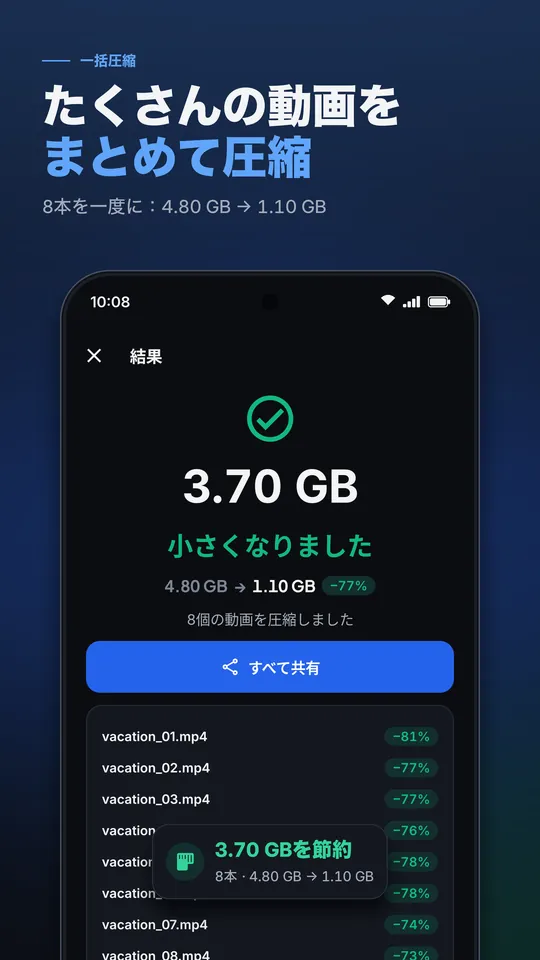 一括圧縮
たくさんの動画を
まとめて圧縮
8本を一度に：4.80 GB → 1.10 GB
10:08
結果
3.70 GB
小さくなりました
4.80 GB → 1.10 GB −77%
8個の動画を圧縮しました
すべて共有
vacation_01.mp4 −81%
vacation_02.mp4 −77%
vacation_03.mp4 −77%
−76%
3.70 GBを節約
−78%
8本 · 4.80 GB → 1.10 GB
−78%
vacation_07.mp4 −74%
vacation_08.mp4 −73%